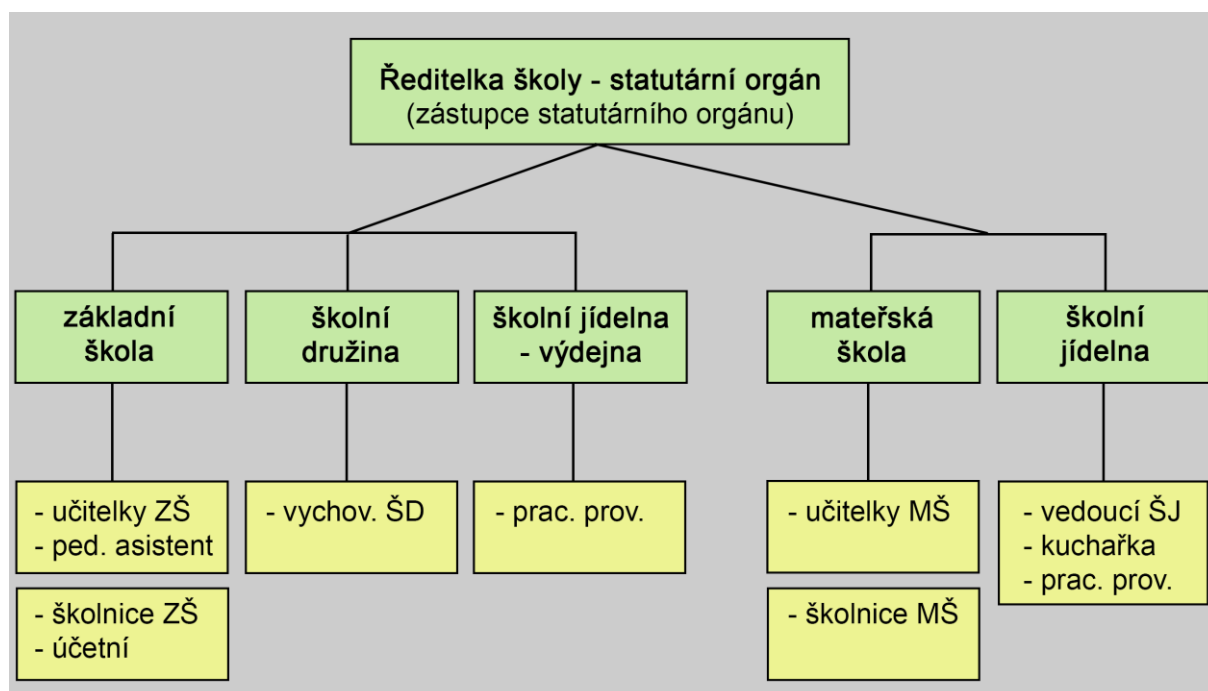 Ředitelka školy - statutární orgán
(zástupce statutárního orgánu)
základní
škola
školní
družina
školní jídelna
- výdejna
mateřská
škola
školní
jídelna
- učitelky ZŠ
- ped. asistent
- školnice ZŠ
- účetní
- vychov. ŠD
- prac. prov.
- učitelky MŠ
- školnice MŠ
- vedoucí ŠJ
- kuchařka
- prac. prov.